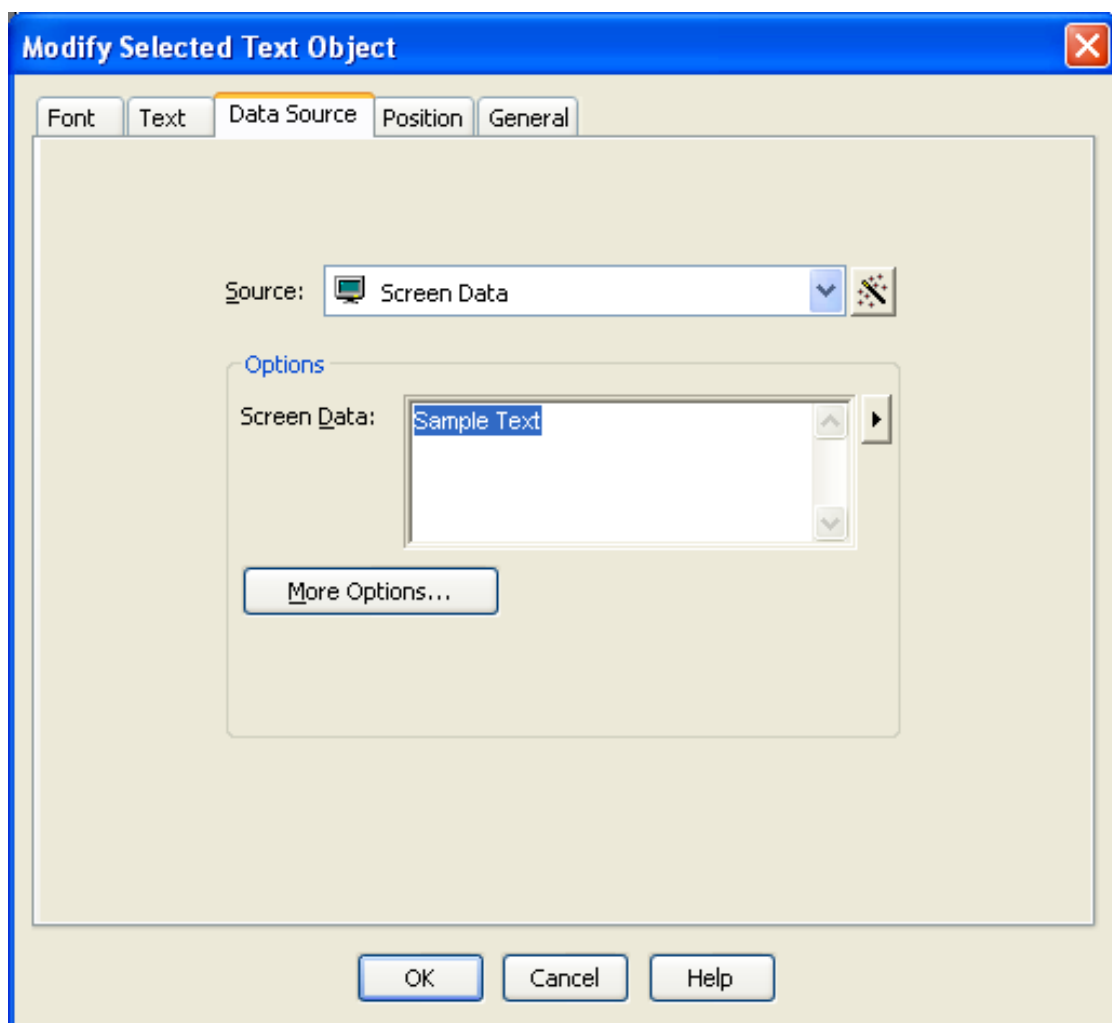 Modify Selected Text Object
Font Text Data Source Position General
Source: Screen Data
Options
Screen Data: Sample Text
More Options...
OK Cancel Help